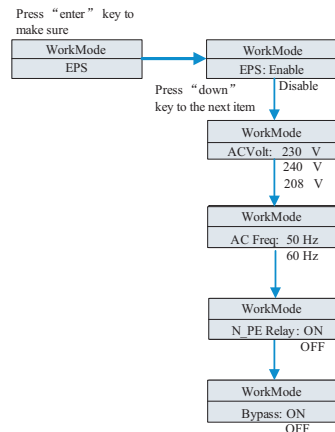 Press “enter” key to
make sure
WorkMode
EPS
WorkMode
EPS: Enable
Disable
Press “down”
key to the next item
WorkMode
ACVolt: 230 V
240 V
208 V
WorkMode
AC Freq: 50 Hz
60 Hz
WorkMode
N_PE Relay: ON
OFF
WorkMode
Bypass: ON
OFF